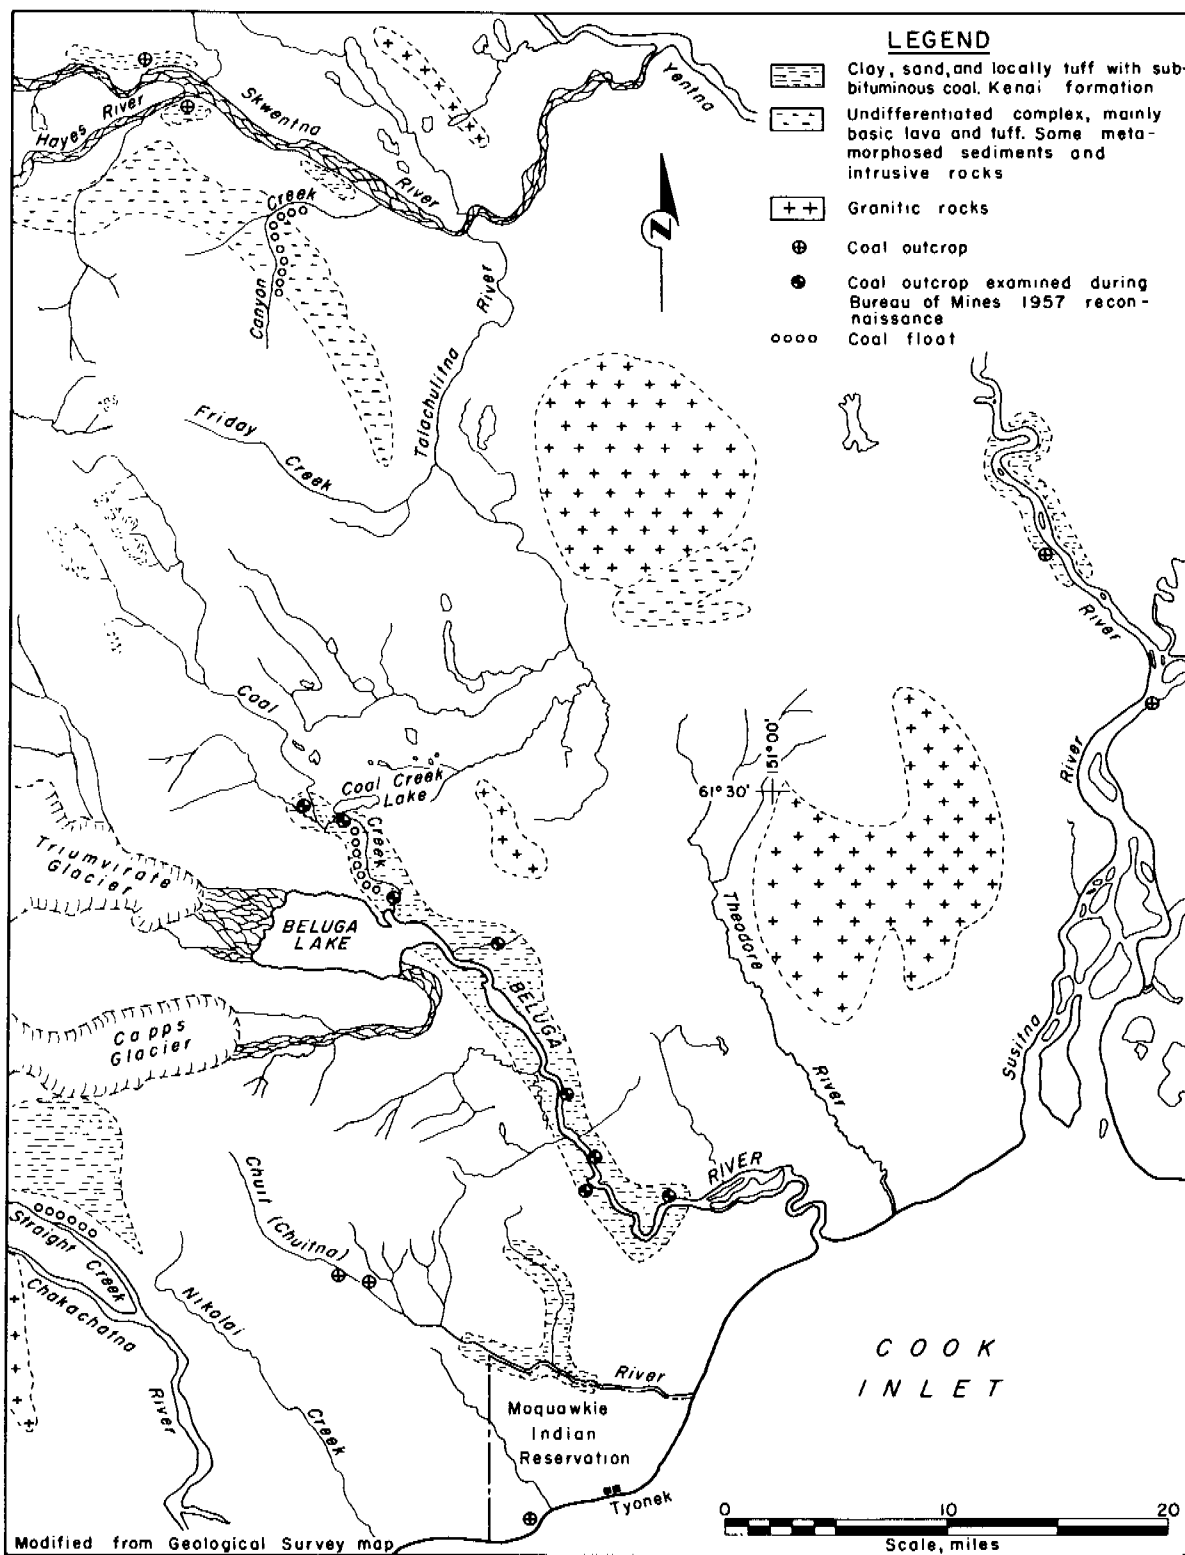 LEGEND
Clay, sand, and locally tuff with sub-
bituminous coal. Kenai formation
Undifferentiated complex, mainly
basic lava and tuff. Some meta-
morphosed sediments and
intrusive rocks
Granitic rocks
Coal outcrop
Coal outcrop examined during
Bureau of Mines 1957 recon-
naissance
Coal float
Yentna
Skwentna
River
Hayes River
Creek
Canyon
N
River
Talachulitna
Friday
Creek
River
Coal
Coal Creek
Lake
Creek
151°00'
61°30'
River
Triumvirate
Glacier
BELUGA
LAKE
Theodore
River
BELUGA
RIVER
Capps
Glacier
Susitna
Chuit (Chuitna)
River
Straight
Creek
Chakachatna
River
Nikolai
Creek
COOK
INLET
Moquawkie
Indian
Reservation
Tyonek
0 10 20
Scale, miles
Modified from Geological Survey map